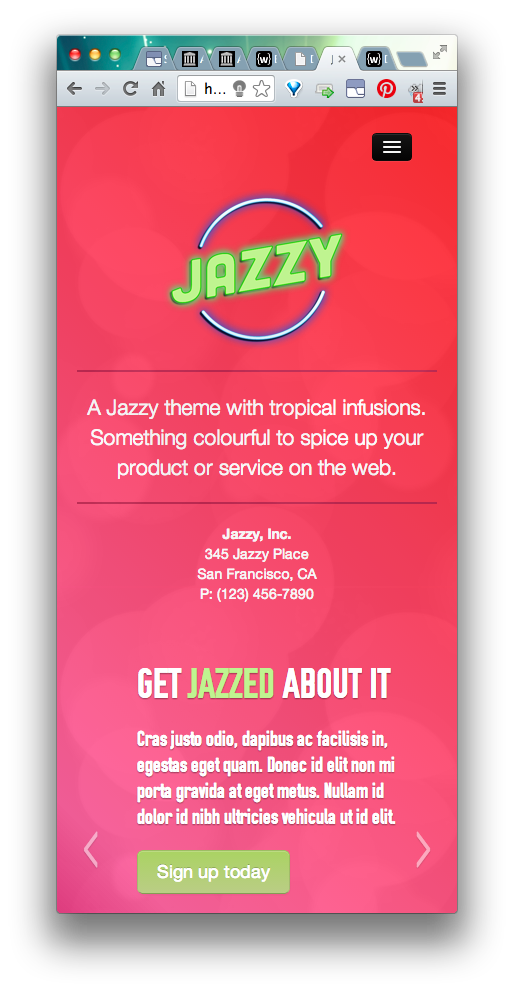 h...
4
JAZZY
A Jazzy theme with tropical infusions.
Something colourful to spice up your
product or service on the web.
Jazzy, Inc.
345 Jazzy Place
San Francisco, CA
P: (123) 456-7890
GET JAZZED ABOUT IT
Cras justo odio, dapibus ac facilisis in,
egestas eget quam. Donec id elit non mi
porta gravida at eget metus. Nullam id
dolor id nibh ultricies vehicula ut id elit.
Sign up today